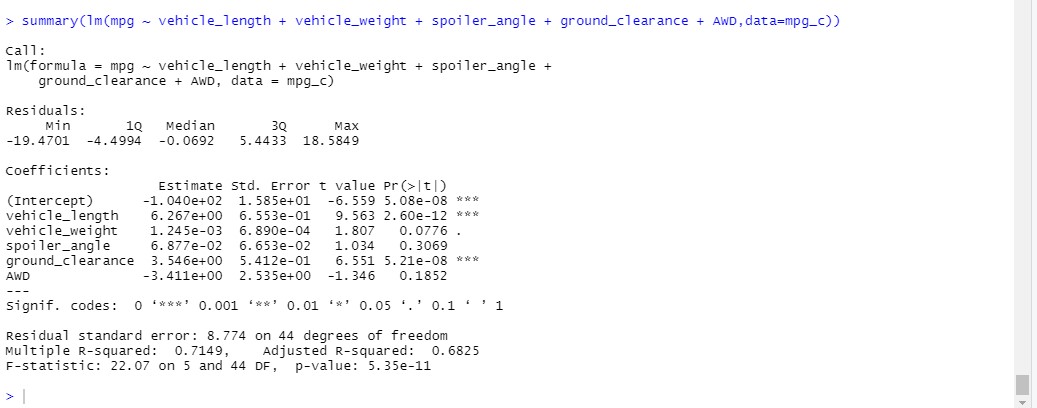 > summary(lm(mpg ~ vehicle_length + vehicle_weight + spoiler_angle + ground_clearance + AWD,data=mpg_c))
Call:
lm(formula = mpg ~ vehicle_length + vehicle_weight + spoiler_angle +
    ground_clearance + AWD, data = mpg_c)
Residuals:
     Min       1Q   Median       3Q      Max
-19.4701  -4.4994  -0.0692   5.4433  18.5849
Coefficients:
                   Estimate Std. Error t value Pr(>|t|)
(Intercept)      -1.040e+02  1.585e+01  -6.559 5.08e-08 ***
vehicle_length    6.267e+00  6.553e-01   9.563 2.60e-12 ***
vehicle_weight    1.245e-03  6.890e-04   1.807   0.0776 .
spoiler_angle     6.877e-02  6.653e-02   1.034   0.3069
ground_clearance  3.546e+00  5.412e-01   6.551 5.21e-08 ***
AWD              -3.411e+00  2.535e+00  -1.346   0.1852
---
Signif. codes:  0 ‘***’ 0.001 ‘**’ 0.01 ‘*’ 0.05 ‘.’ 0.1 ‘ ’ 1
Residual standard error: 8.774 on 44 degrees of freedom
Multiple R-squared:  0.7149,    Adjusted R-squared:  0.6825
F-statistic: 22.07 on 5 and 44 DF,  p-value: 5.35e-11
>